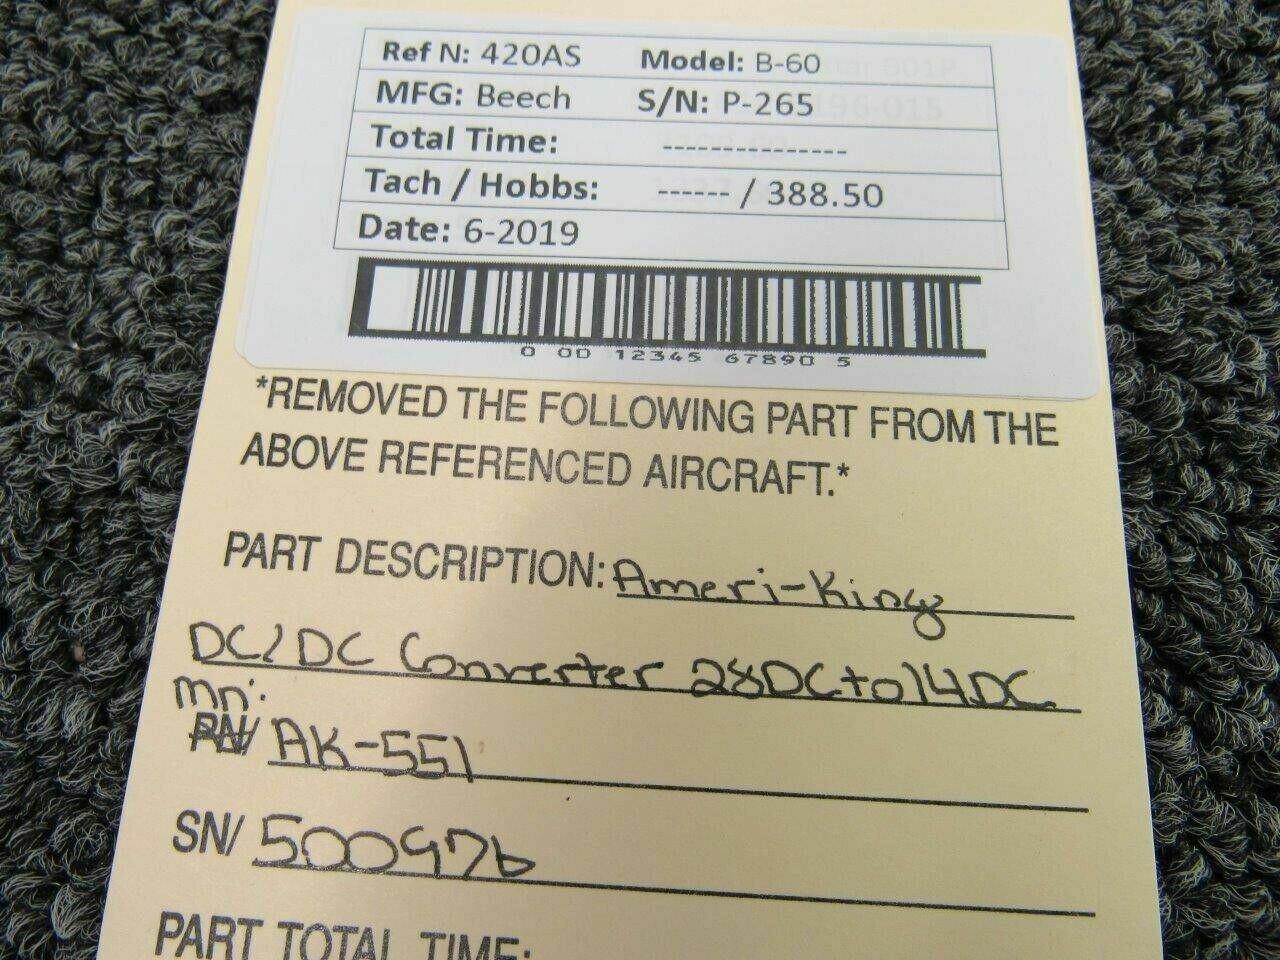 Ref N: 420AS Model: B-60
MFG: Beech S/N: P-265
Total Time: ---------------
Tach / Hobbs: ------ / 388.50
Date: 6-2019
0 00 12345 67890 5
*REMOVED THE FOLLOWING PART FROM THE
ABOVE REFERENCED AIRCRAFT.*
PART DESCRIPTION: Ameri-King
DC/DC Converter 28DC to 14DC
mn:
PN/ AK-551
SN/ 500976
PART TOTAL TIME: